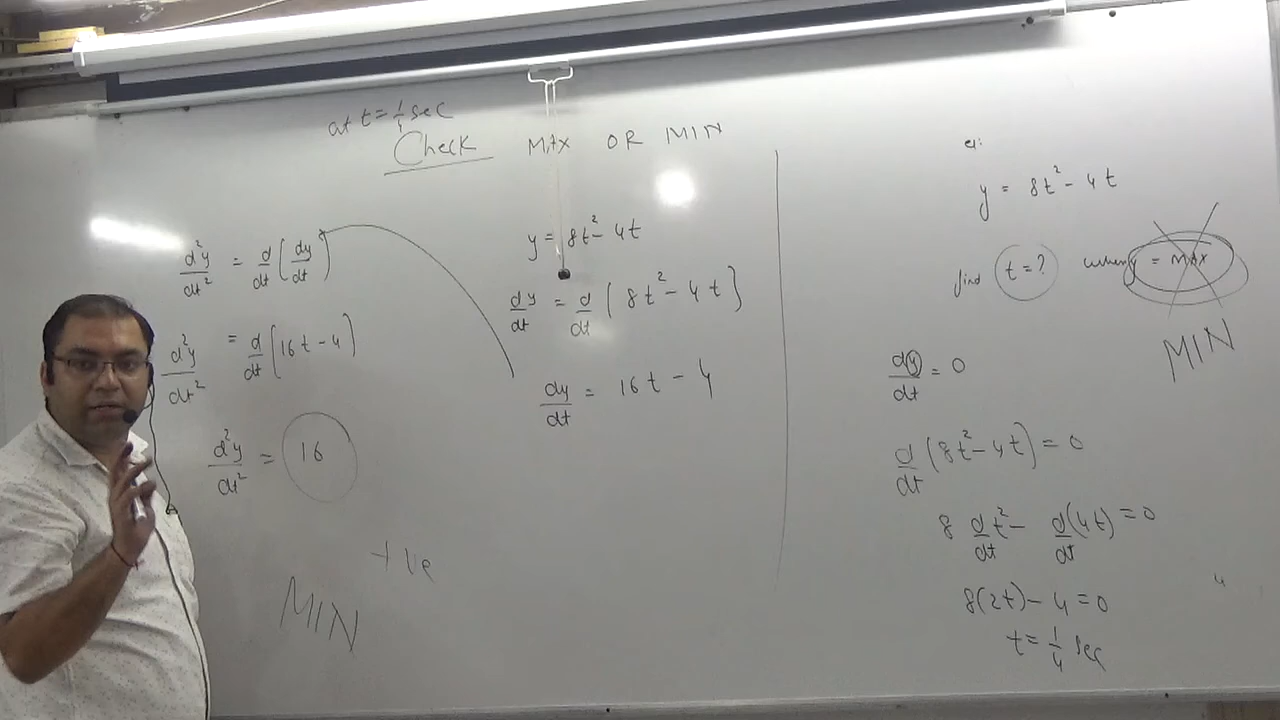 at t = 1/4 sec
Check MAX OR MIN
d²y/dt² = d/dt (dy/dt)
d²y/dt² = d/dt [16t - 4]
d²y/dt² = 16
+ ve
MIN
y = 8t² - 4t
dy/dt = d/dt (8t² - 4t)
dy/dt = 16t - 4
ex:
y = 8t² - 4t
find t = ? when y = MAX
MIN
dy/dt = 0
d/dt (8t² - 4t) = 0
8 d/dt t² - d/dt (4t) = 0
8(2t) - 4 = 0
t = 1/4 sec